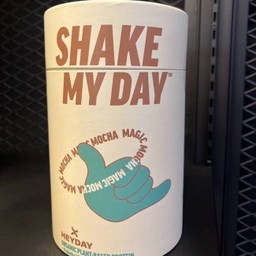 SHAKE
MY DAY™
MAGIC MOCHA MAGIC MOCHA MAGIC MOCHA
HEYDAY
ORGANIC PLANT-BASED PROTEIN